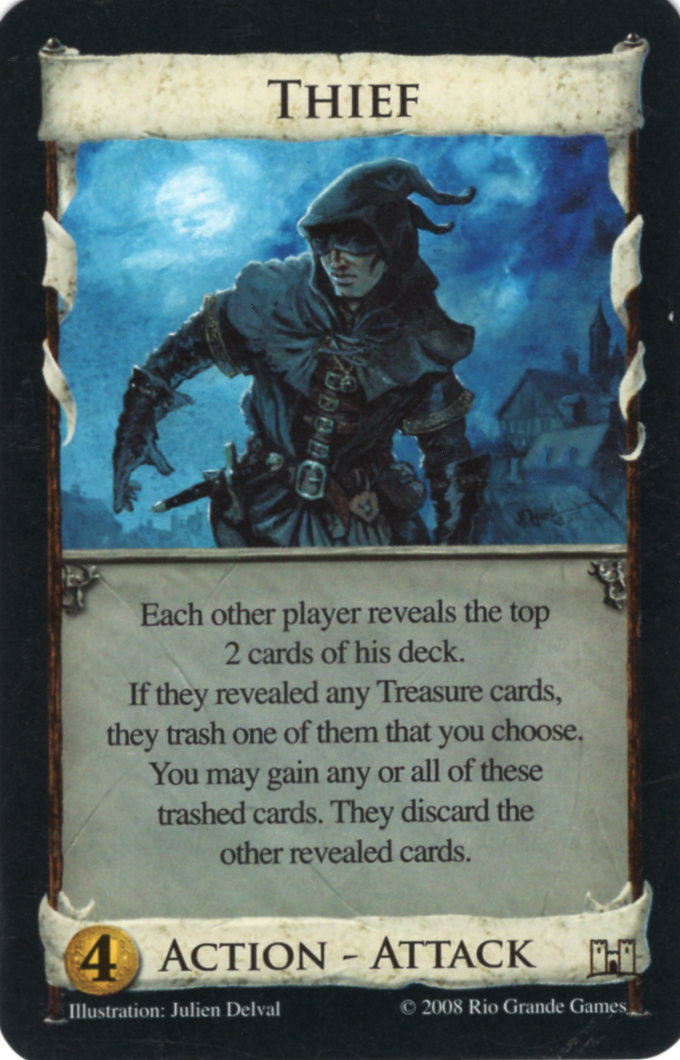 THIEF
Each other player reveals the top
2 cards of his deck.
If they revealed any Treasure cards,
they trash one of them that you choose.
You may gain any or all of these
trashed cards. They discard the
other revealed cards.
4 ACTION - ATTACK
Illustration: Julien Delval © 2008 Rio Grande Games